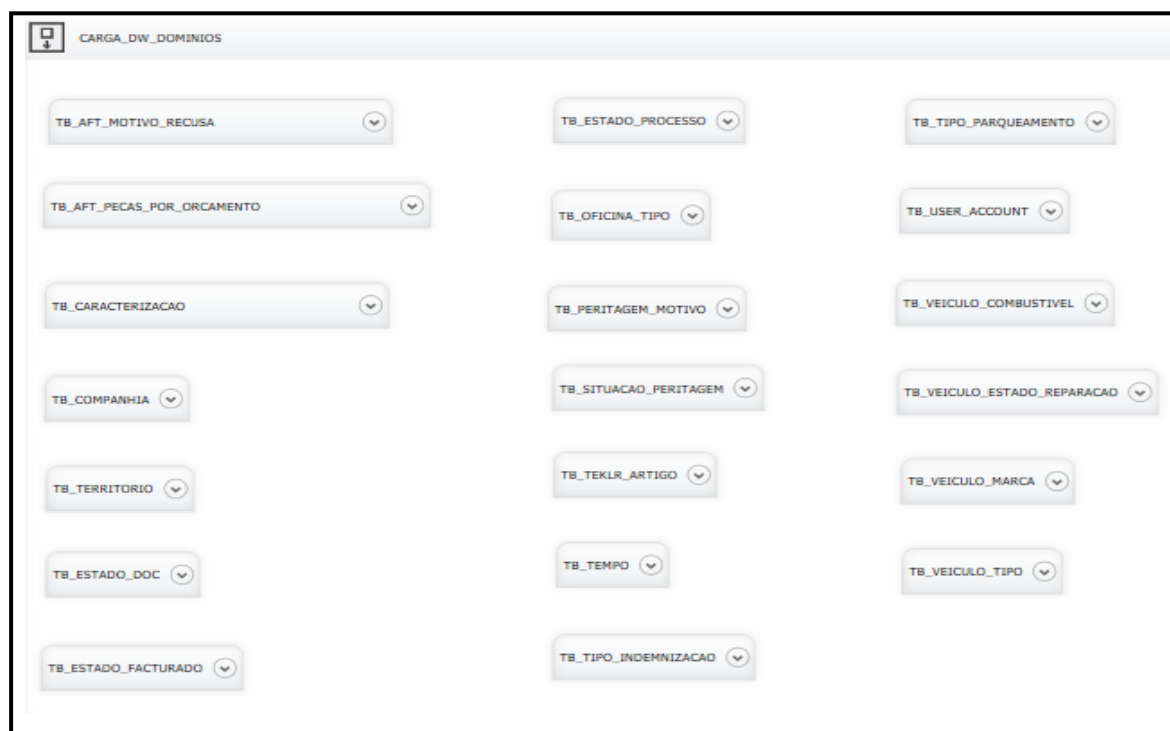 CARGA_DW_DOMINIOS
TB_AFT_MOTIVO_RECUSA
TB_AFT_PECAS_POR_ORCAMENTO
TB_CARACTERIZACAO
TB_COMPANHIA
TB_TERRITORIO
TB_ESTADO_DOC
TB_ESTADO_FACTURADO
TB_ESTADO_PROCESSO
TB_OFICINA_TIPO
TB_PERITAGEM_MOTIVO
TB_SITUACAO_PERITAGEM
TB_TEKLR_ARTIGO
TB_TEMPO
TB_TIPO_INDEMNIZACAO
TB_TIPO_PARQUEAMENTO
TB_USER_ACCOUNT
TB_VEICULO_COMBUSTIVEL
TB_VEICULO_ESTADO_REPARACAO
TB_VEICULO_MARCA
TB_VEICULO_TIPO